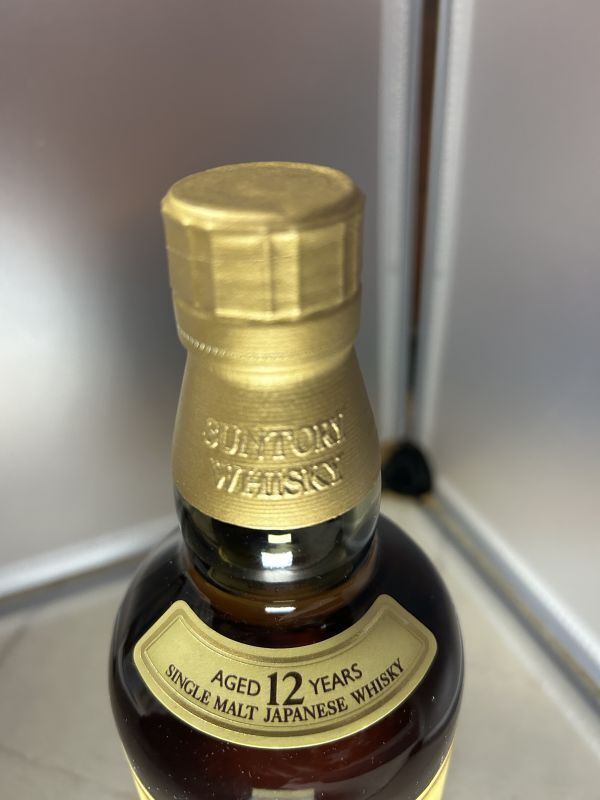 SUNTORY
WHISKY
AGED 12 YEARS
SINGLE MALT JAPANESE WHISKY